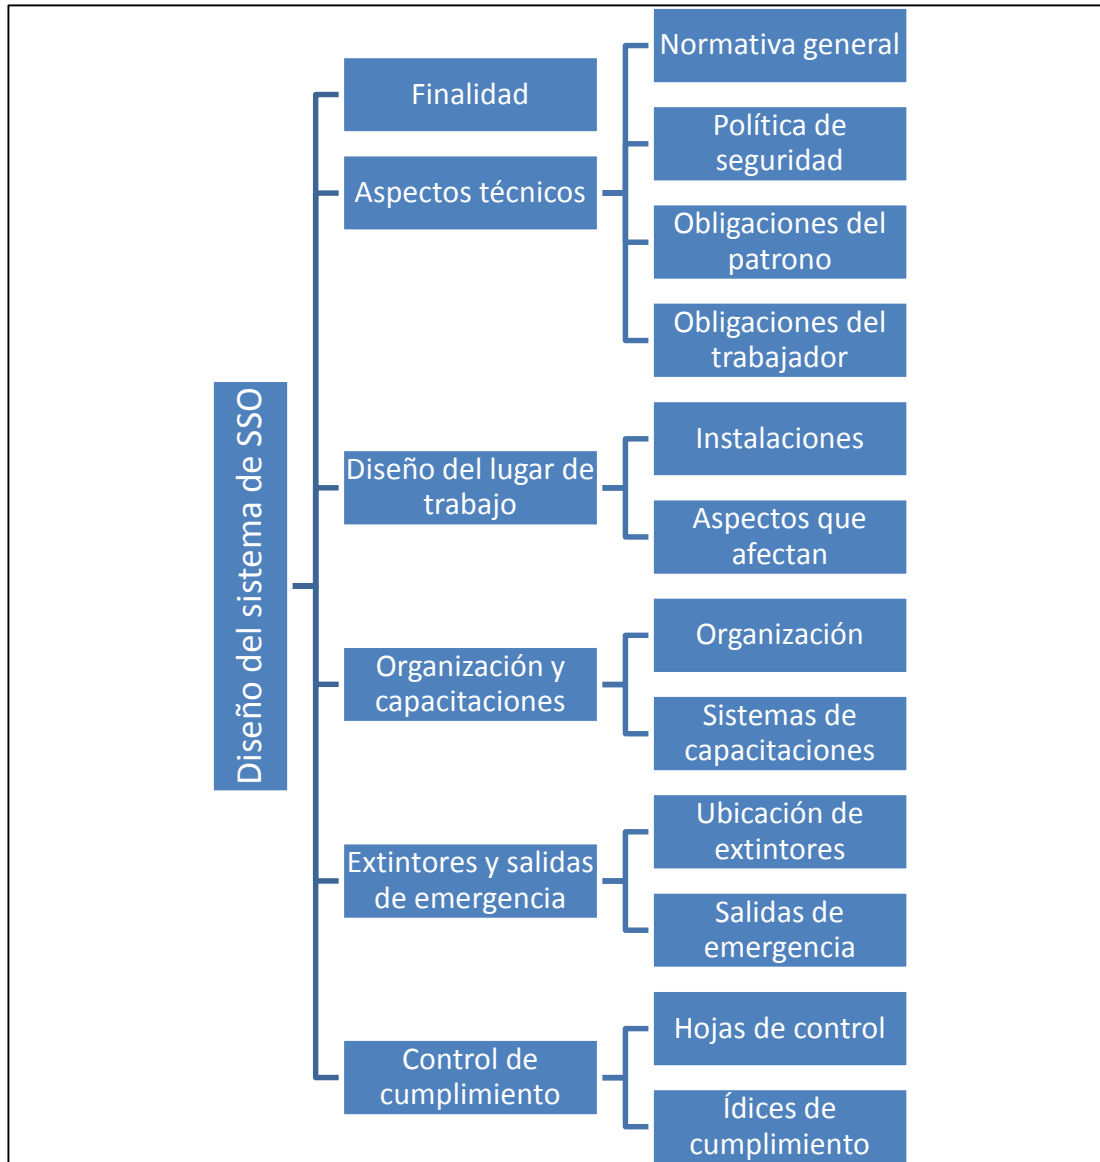 Diseño del sistema de SSO
Finalidad
Aspectos técnicos
Normativa general
Política de
seguridad
Obligaciones del
patrono
Obligaciones del
trabajador
Diseño del lugar de
trabajo
Instalaciones
Aspectos que
afectan
Organización y
capacitaciones
Organización
Sistemas de
capacitaciones
Extintores y salidas
de emergencia
Ubicación de
extintores
Salidas de
emergencia
Control de
cumplimiento
Hojas de control
Ídices de
cumplimiento